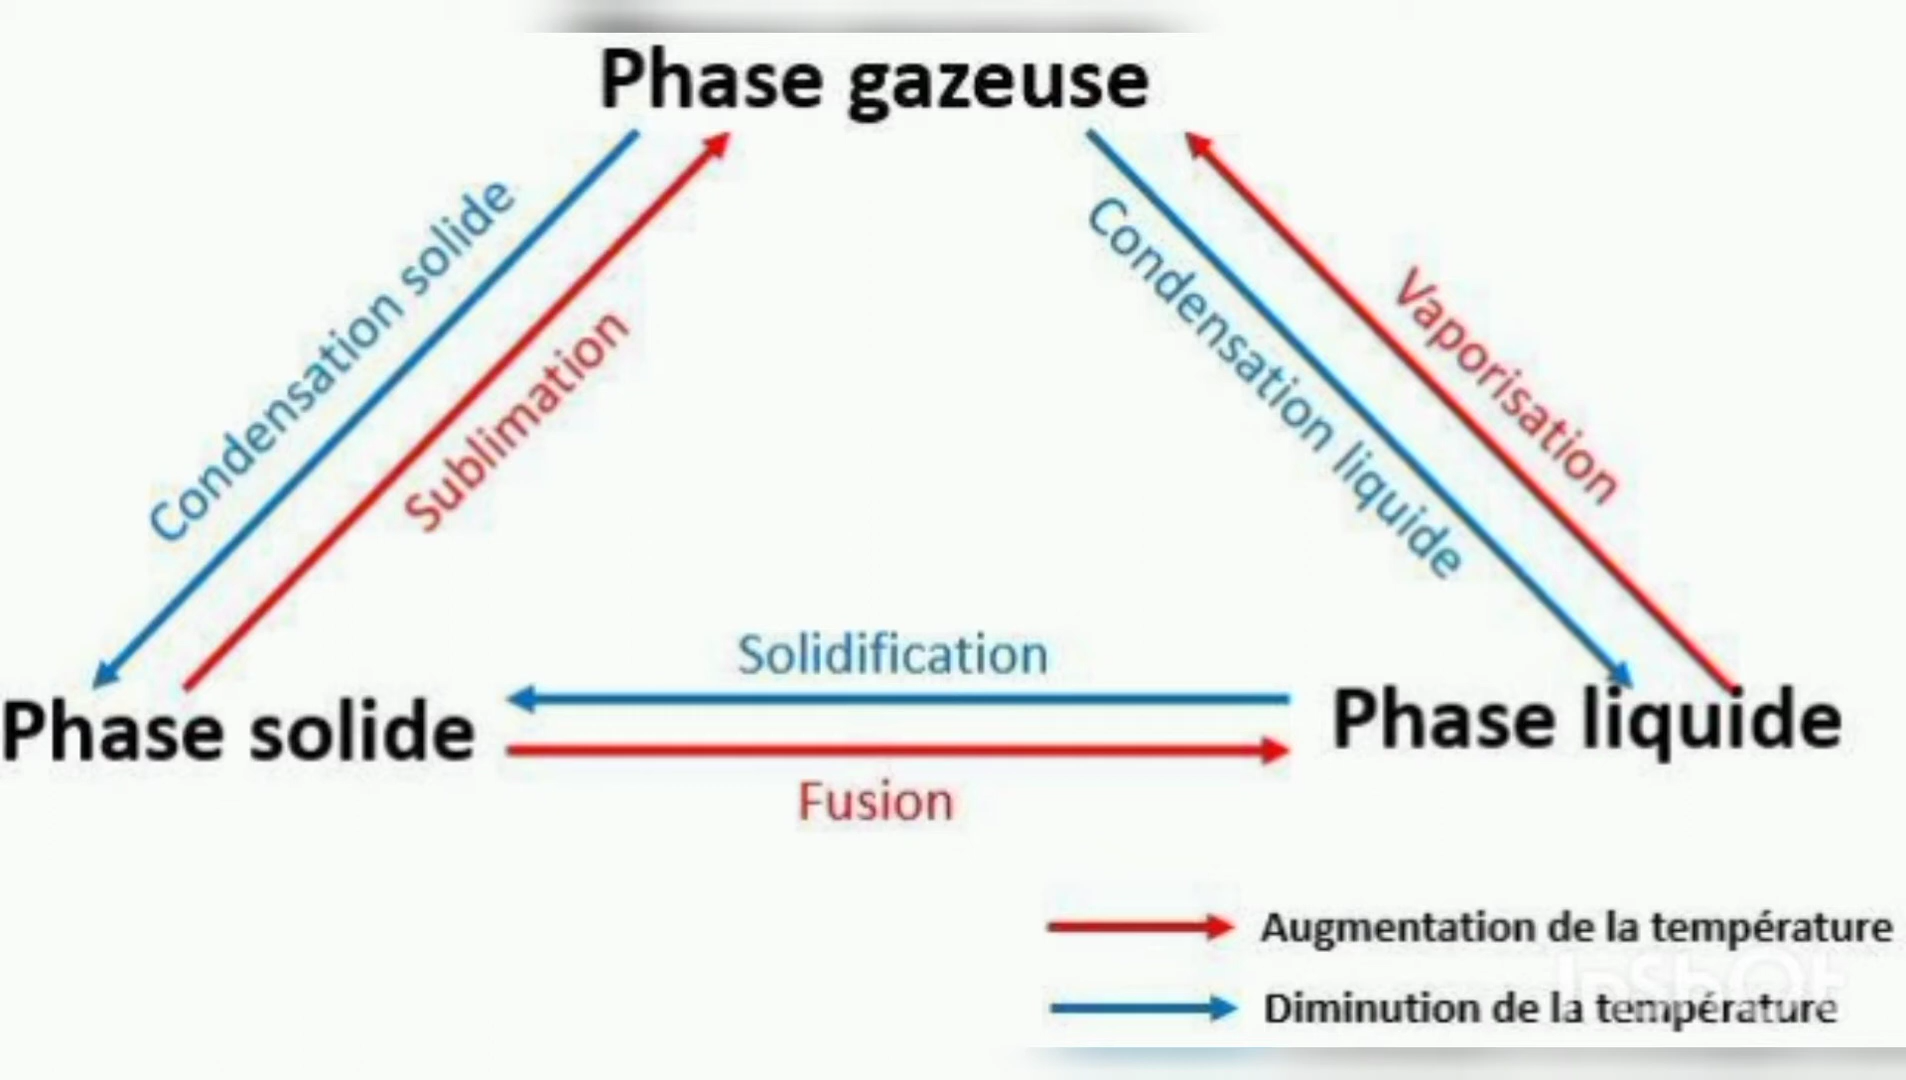 Phase gazeuse
Condensation solide
Sublimation
Condensation liquide
Vaporisation
Solidification
Phase solide
Phase liquide
Fusion
Augmentation de la température
InShOt
Diminution de la température